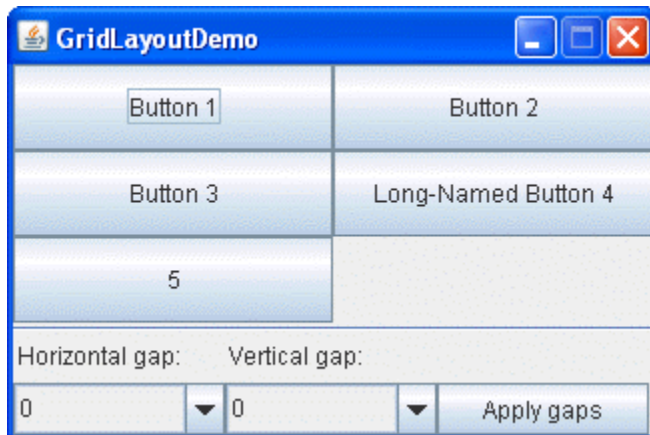 GridLayoutDemo
Button 1 Button 2
Button 3 Long-Named Button 4
5
Horizontal gap: Vertical gap:
0 0 Apply gaps